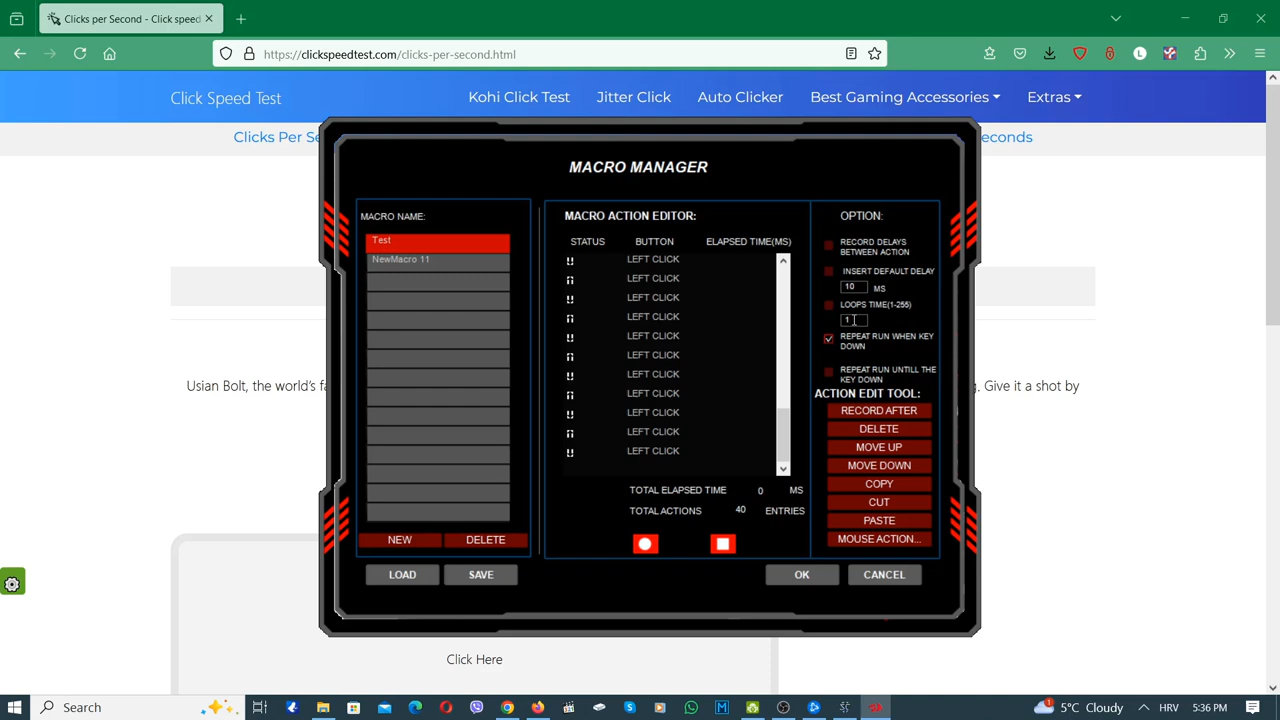 Clicks per Second - Click speed
https://clickspeedtest.com/clicks-per-second.html
Click Speed Test
Kohi Click Test
Jitter Click
Auto Clicker
Best Gaming Accessories
Extras
Clicks Per Se
econds
MACRO MANAGER
MACRO NAME:
Test
NewMacro 11
NEW
DELETE
LOAD
SAVE
MACRO ACTION EDITOR:
STATUS BUTTON ELAPSED TIME(MS)
LEFT CLICK
LEFT CLICK
LEFT CLICK
LEFT CLICK
LEFT CLICK
LEFT CLICK
LEFT CLICK
LEFT CLICK
LEFT CLICK
LEFT CLICK
LEFT CLICK
TOTAL ELAPSED TIME 0 MS
TOTAL ACTIONS 40 ENTRIES
OPTION:
RECORD DELAYS
BETWEEN ACTION
INSERT DEFAULT DELAY
10 MS
LOOPS TIME(1-255)
1
REPEAT RUN WHEN KEY
DOWN
REPEAT RUN UNTILL THE
KEY DOWN
ACTION EDIT TOOL:
RECORD AFTER
DELETE
MOVE UP
MOVE DOWN
COPY
CUT
PASTE
MOUSE ACTION...
OK
CANCEL
Usian Bolt, the world's fa
g. Give it a shot by
Click Here
Search
5°C Cloudy
HRV
5:36 PM